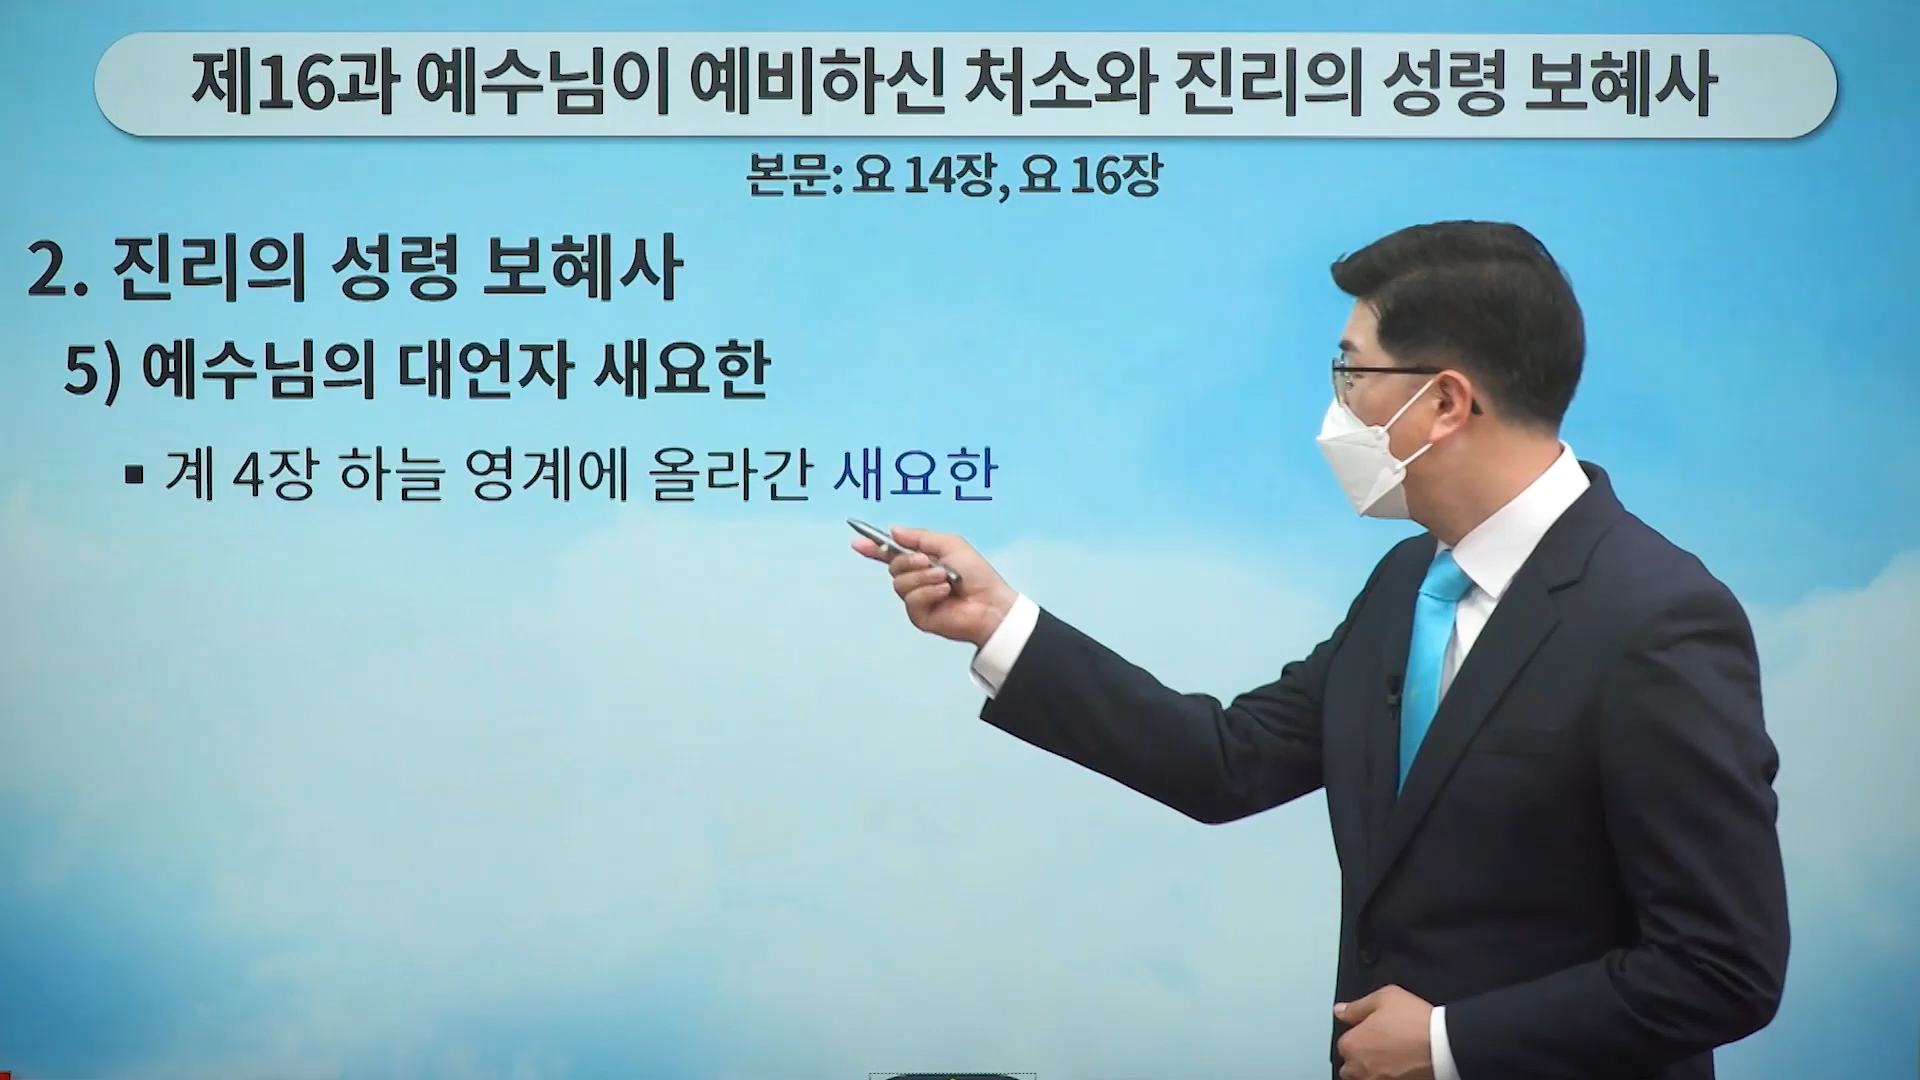 제16과 예수님이 예비하신 처소와 진리의 성령 보혜사
본문: 요 14장, 요 16장
2. 진리의 성령 보혜사
5) 예수님의 대언자 새요한
▪ 계 4장 하늘 영계에 올라간 새요한